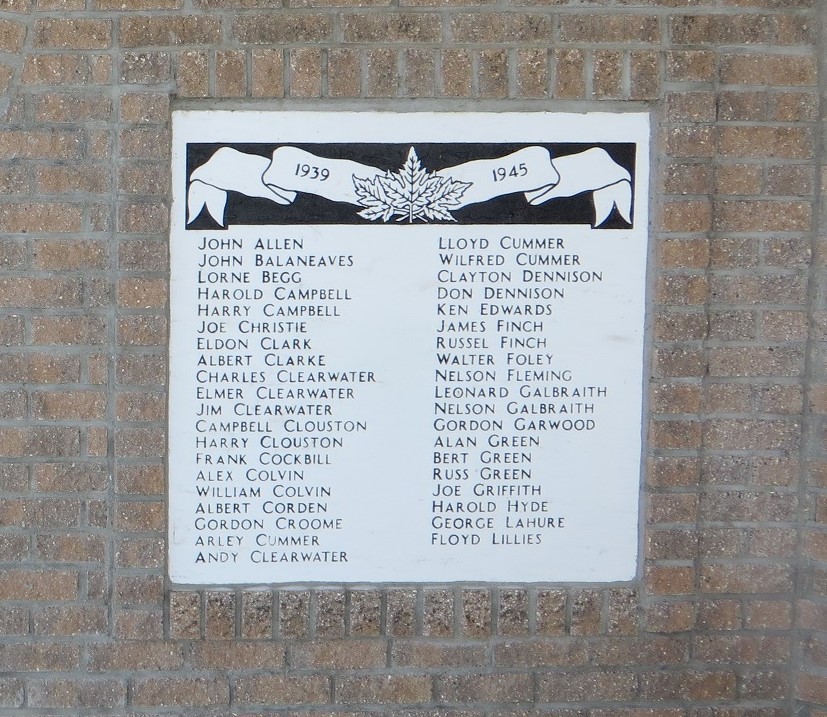 1939 1945
JOHN ALLEN
JOHN BALANEAVES
LORNE BEGG
HAROLD CAMPBELL
HARRY CAMPBELL
JOE CHRISTIE
ELDON CLARK
ALBERT CLARKE
CHARLES CLEARWATER
ELMER CLEARWATER
JIM CLEARWATER
CAMPBELL CLOUSTON
HARRY CLOUSTON
FRANK COCKBILL
ALEX COLVIN
WILLIAM COLVIN
ALBERT CORDEN
GORDON CROOME
ARLEY CUMMER
ANDY CLEARWATER
LLOYD CUMMER
WILFRED CUMMER
CLAYTON DENNISON
DON DENNISON
KEN EDWARDS
JAMES FINCH
RUSSEL FINCH
WALTER FOLEY
NELSON FLEMING
LEONARD GALBRAITH
NELSON GALBRAITH
GORDON GARWOOD
ALAN GREEN
BERT GREEN
RUSS GREEN
JOE GRIFFITH
HAROLD HYDE
GEORGE LAHURE
FLOYD LILLIES